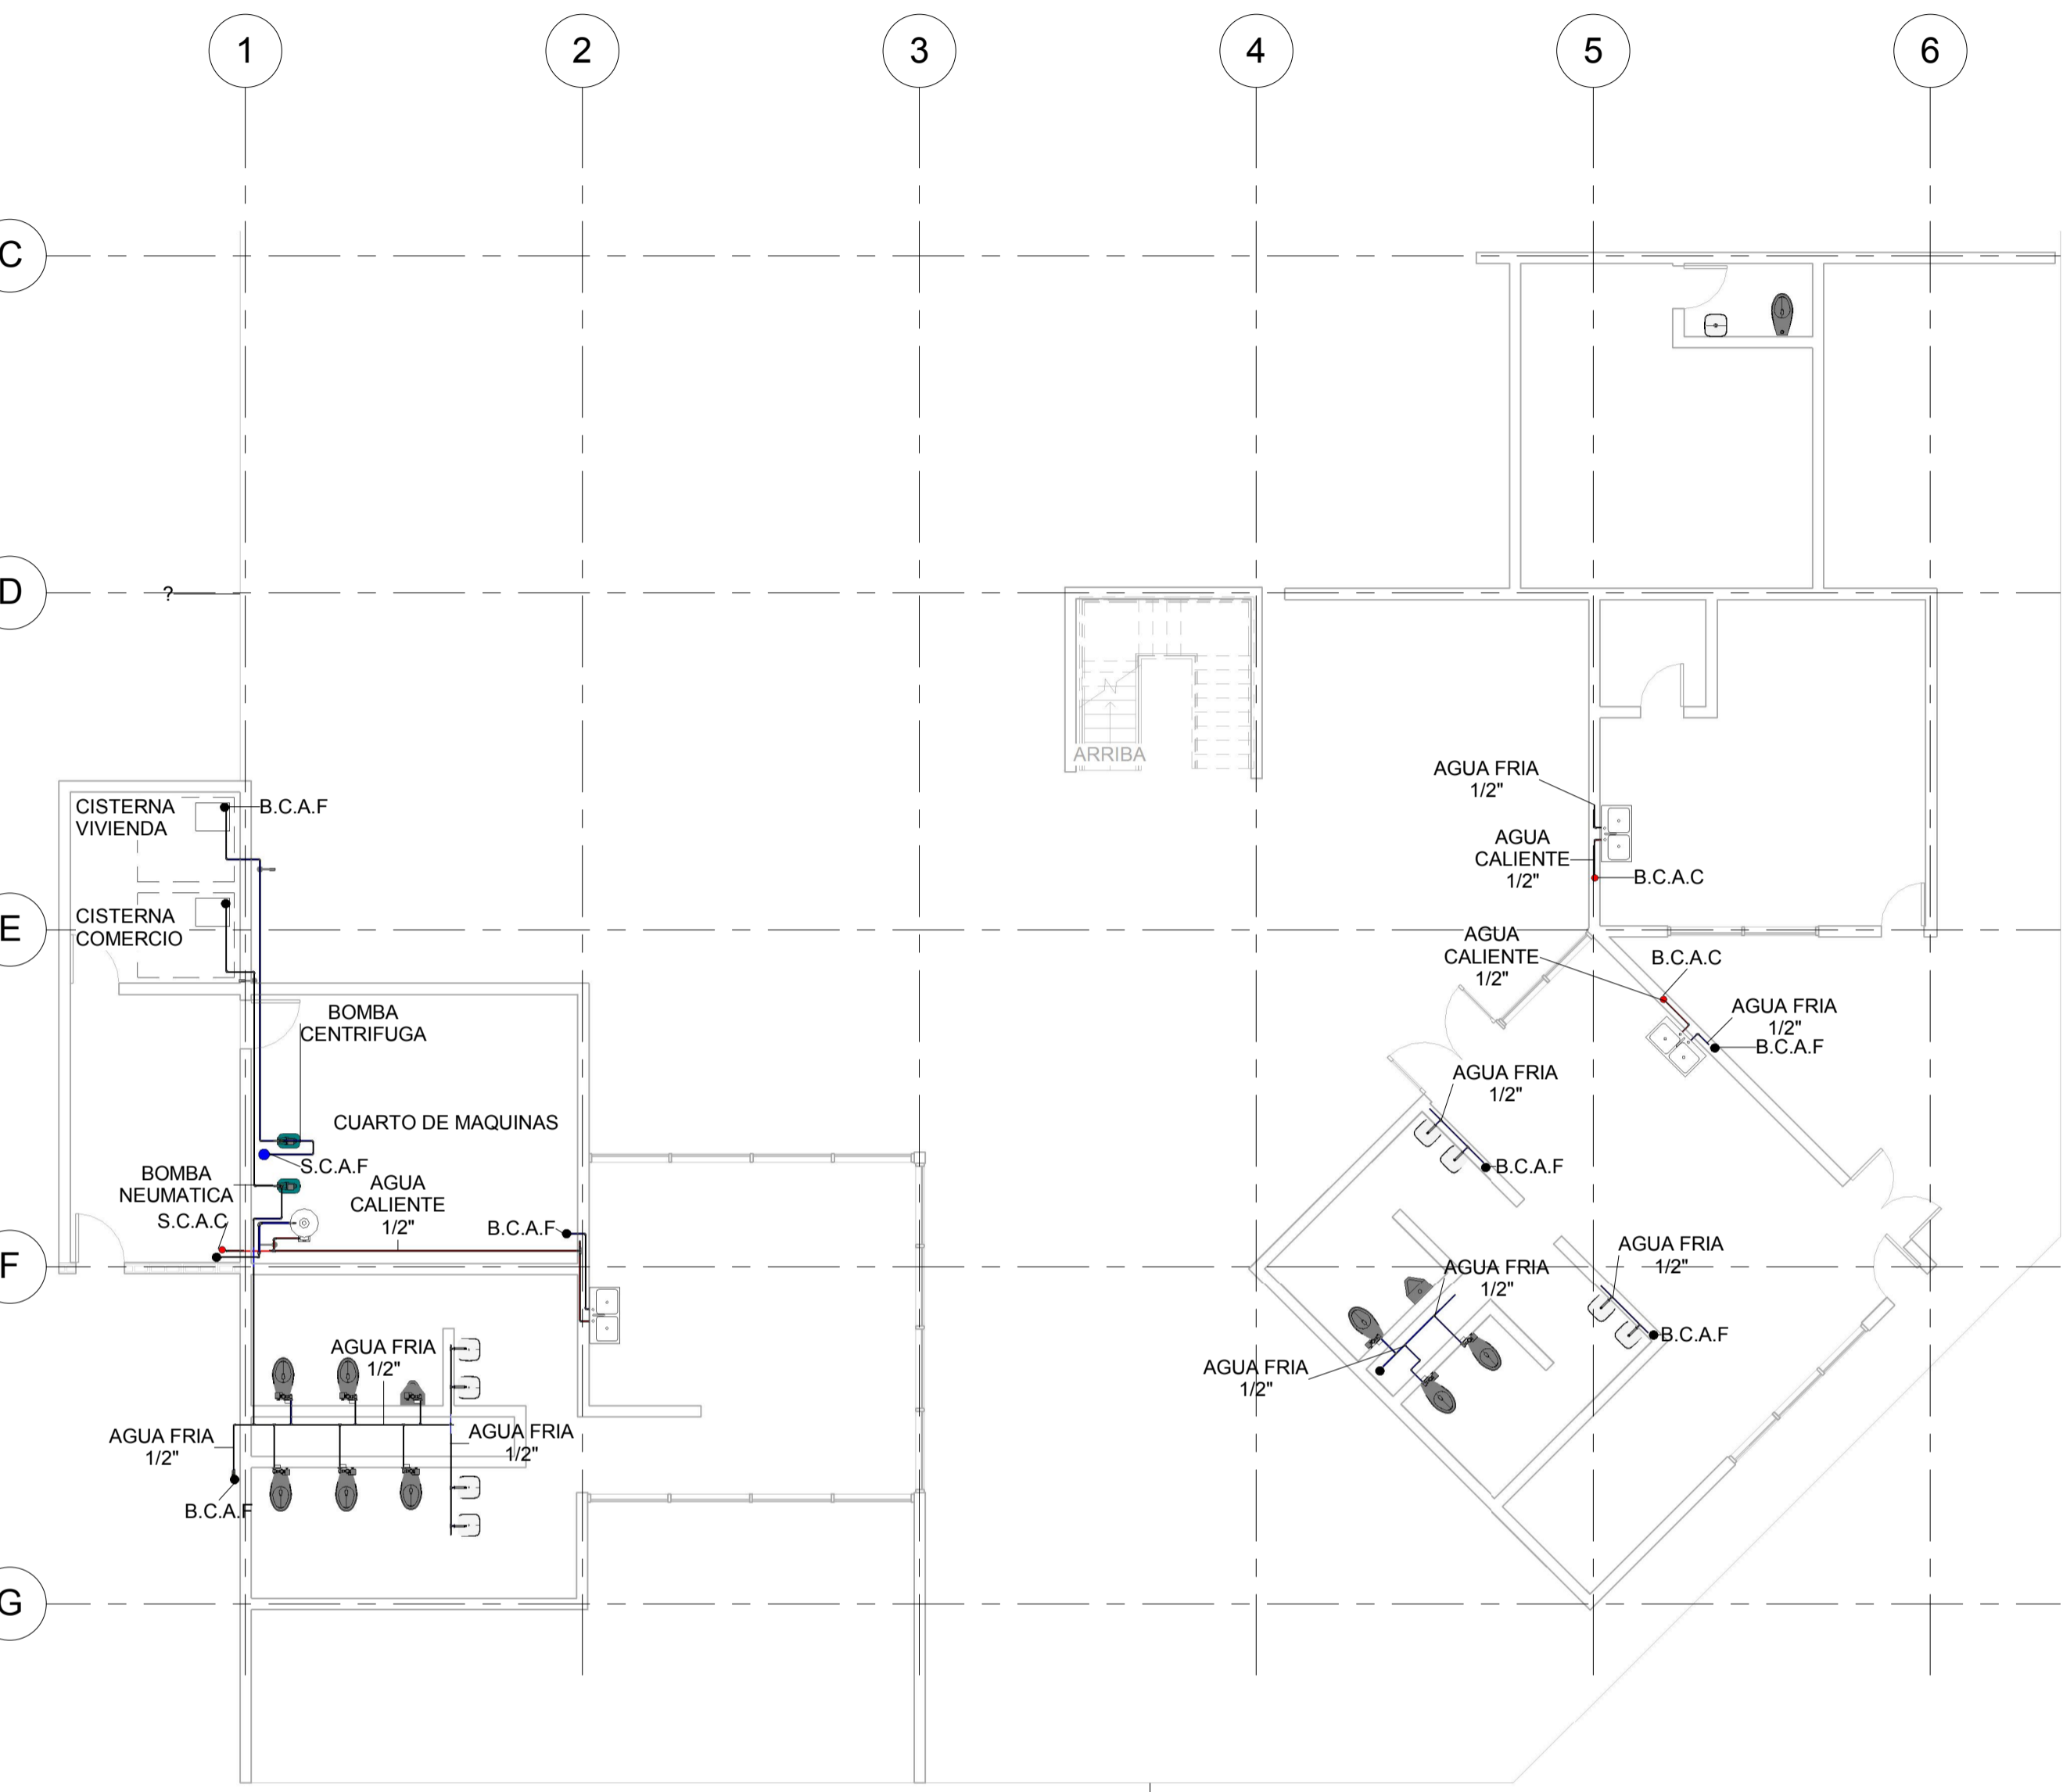 1
2
3
4
5
6
C
D
?
ARRIBA
AGUA FRIA
1/2"
CISTERNA
VIVIENDA
B.C.A.F
AGUA
CALIENTE
1/2"
B.C.A.C
CISTERNA
COMERCIO
E
AGUA
CALIENTE
1/2"
B.C.A.C
AGUA FRIA
1/2"
B.C.A.F
BOMBA
CENTRIFUGA
AGUA FRIA
1/2"
CUARTO DE MAQUINAS
S.C.A.F
B.C.A.F
BOMBA
NEUMATICA
S.C.A.C
AGUA
CALIENTE
1/2"
B.C.A.F
F
AGUA FRIA
1/2"
AGUA FRIA
1/2"
B.C.A.F
AGUA FRIA
1/2"
AGUA FRIA
1/2"
AGUA FRIA
1/2"
AGUA FRIA
1/2"
B.C.A.F
G